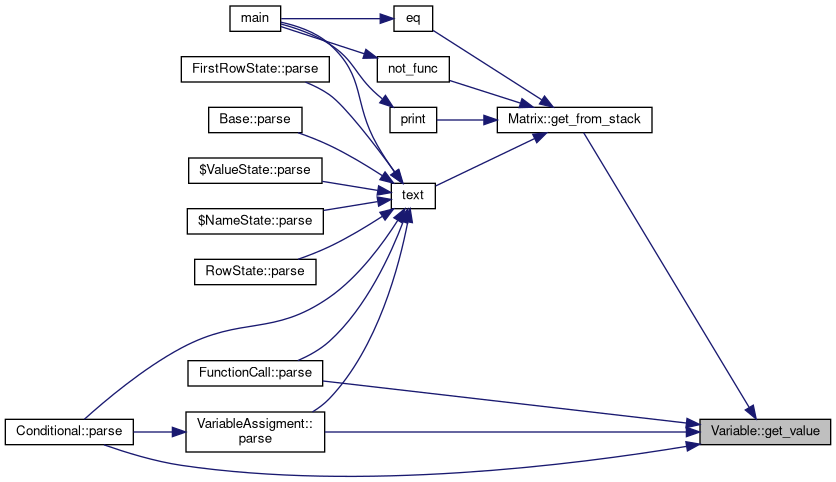 main
eq
FirstRowState::parse
not_func
Base::parse
print
Matrix::get_from_stack
$ValueState::parse
text
$NameState::parse
RowState::parse
FunctionCall::parse
Conditional::parse
VariableAssigment::
parse
Variable::get_value